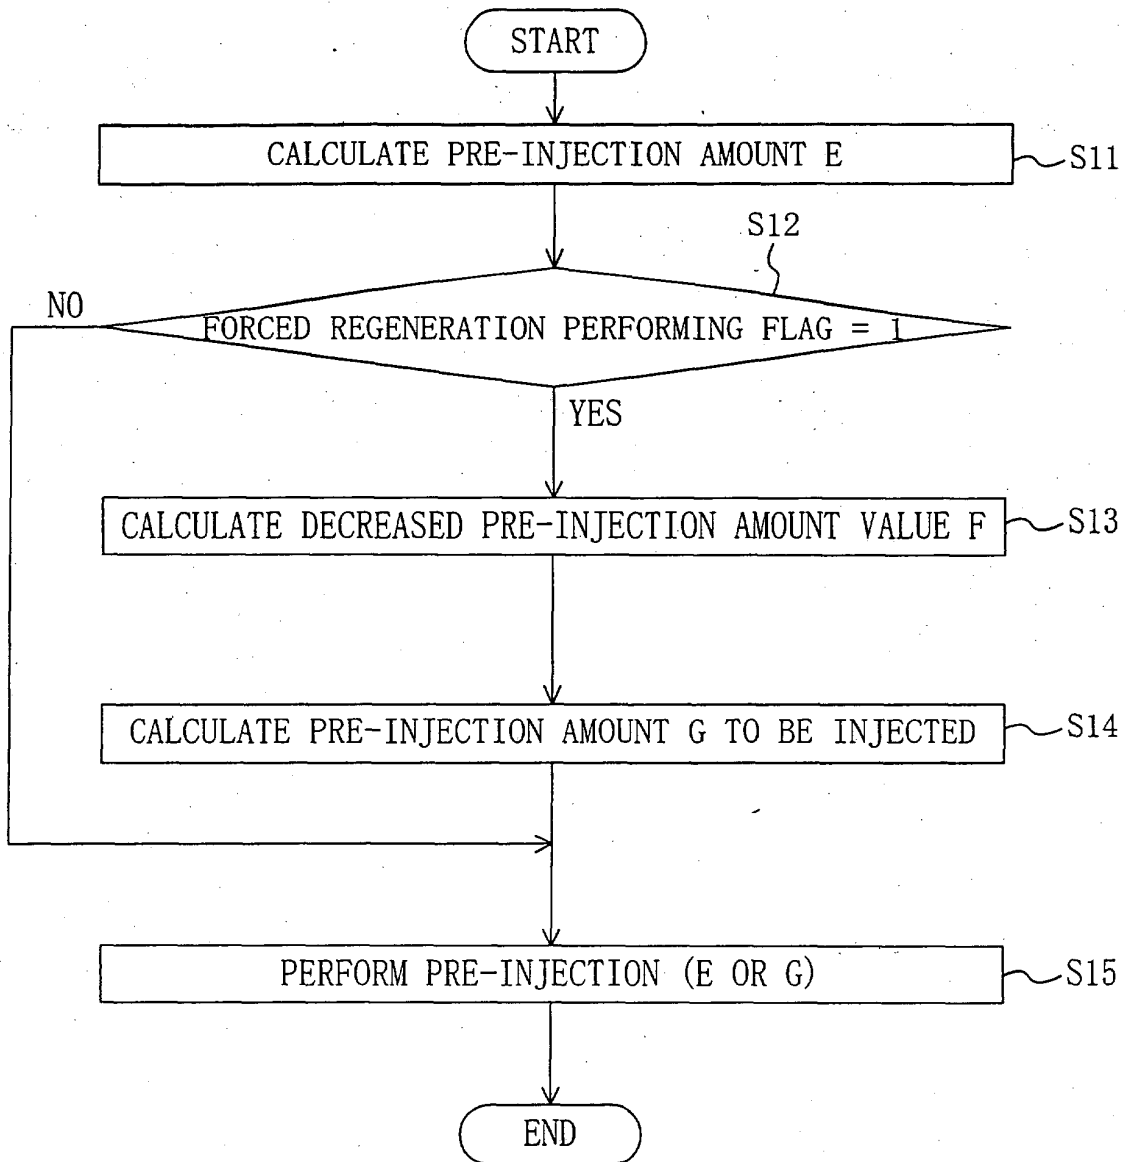 START
CALCULATE PRE-INJECTION AMOUNT E
S11
S12
NO
FORCED REGENERATION PERFORMING FLAG = 1
YES
CALCULATE DECREASED PRE-INJECTION AMOUNT VALUE F
S13
CALCULATE PRE-INJECTION AMOUNT G TO BE INJECTED
S14
PERFORM PRE-INJECTION (E OR G)
S15
END